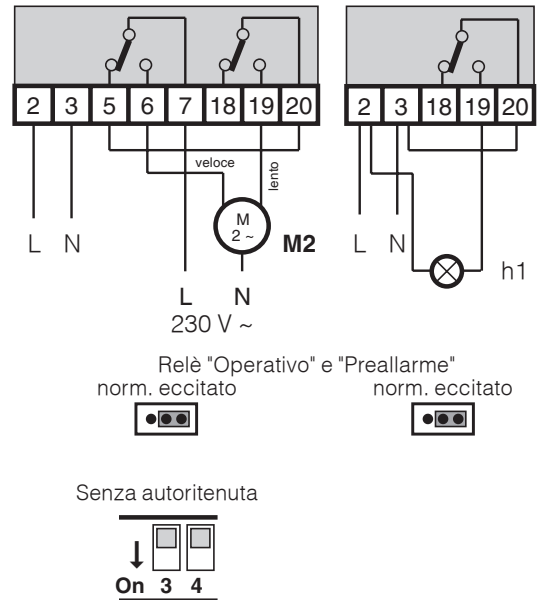 2 3 5 6 7 18 19 20
2 3 18 19 20
veloce
lento
M
2 ~
M2
L N
L N
h1
L N
230 V ~
Relè "Operativo" e "Preallarme"
norm. eccitato
norm. eccitato
Senza autoritenuta
On 3 4